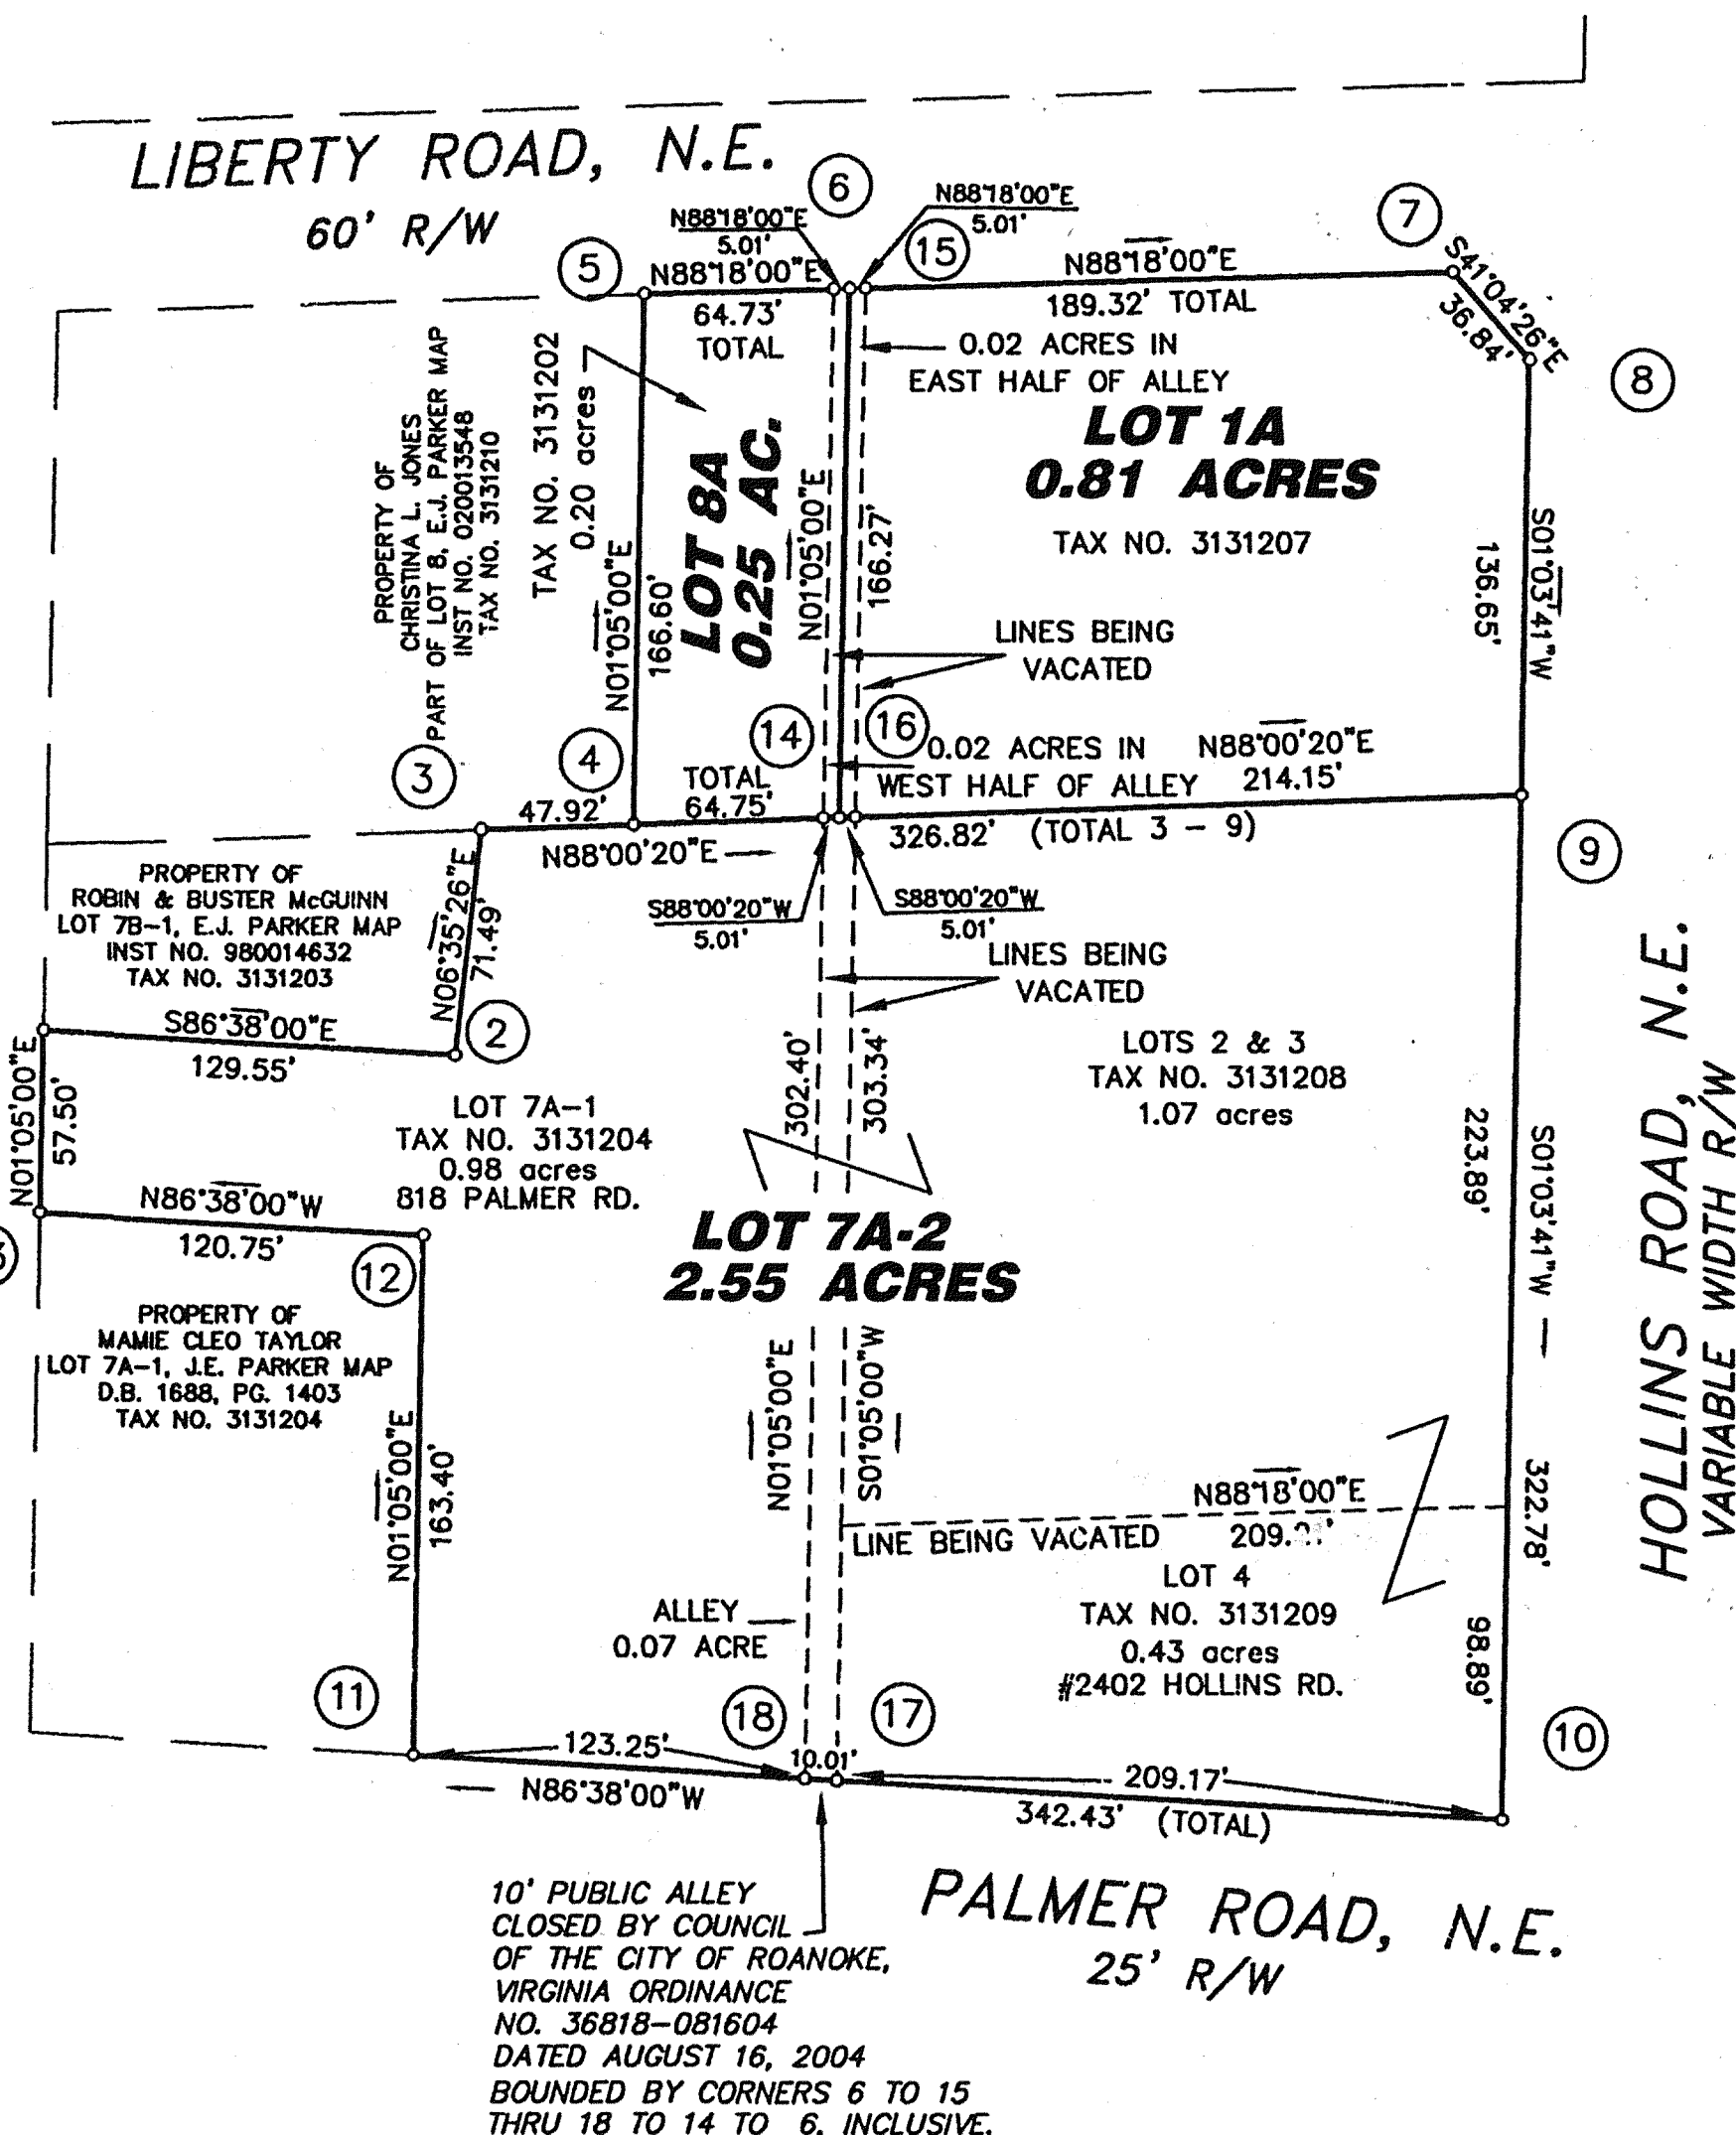 LIBERTY ROAD, N.E.
60' R/W
6
N88°18'00"E
5.01'
N88°18'00"E
5.01'
15
7
5
N88°18'00"E
64.73'
TOTAL
N88°18'00"E
189.32' TOTAL
S41°04'26"E
36.84'
8
0.02 ACRES IN
EAST HALF OF ALLEY
LOT 1A
0.81 ACRES
TAX NO. 3131207
PROPERTY OF
CHRISTINA L. JONES
PART OF LOT 8, E.J. PARKER MAP
INST NO. 020013548
TAX NO. 3131210
TAX NO. 3131202
0.20 acres
N01°05'00"E
166.60'
LOT 8A
0.25 AC.
N01°05'00"E
166.27'
S01°03'41"W
136.65'
LINES BEING
VACATED
3
4
14
16
0.02 ACRES IN
WEST HALF OF ALLEY
N88°00'20"E
214.15'
TOTAL
64.75'
47.92'
N88°00'20"E
326.82' (TOTAL 3 - 9)
9
S88°00'20"W
5.01'
S88°00'20"W
5.01'
PROPERTY OF
ROBIN & BUSTER McGUINN
LOT 7B-1, E.J. PARKER MAP
INST NO. 980014632
TAX NO. 3131203
N06°35'26"E
71.49'
LINES BEING
VACATED
2
S86°38'00"E
129.55'
N01°05'00"E
57.50'
302.40'
303.34'
LOTS 2 & 3
TAX NO. 3131208
1.07 acres
LOT 7A-1
TAX NO. 3131204
0.98 acres
818 PALMER RD.
223.89'
S01°03'41"W
322.78'
HOLLINS ROAD, N.E.
VARIABLE WIDTH R/W
N86°38'00"W
120.75'
12
LOT 7A-2
2.55 ACRES
PROPERTY OF
MAMIE CLEO TAYLOR
LOT 7A-1, J.E. PARKER MAP
D.B. 1688, PG. 1403
TAX NO. 3131204
N01°05'00"E
163.40'
N01°05'00"E
S01°05'00"W
N88°18'00"E
LINE BEING VACATED
LOT 4
TAX NO. 3131209
0.43 acres
#2402 HOLLINS RD.
98.89'
ALLEY
0.07 ACRE
11
18
17
10
123.25'
10.01'
209.17'
N86°38'00"W
342.43' (TOTAL)
PALMER ROAD, N.E.
25' R/W
10' PUBLIC ALLEY
CLOSED BY COUNCIL
OF THE CITY OF ROANOKE,
VIRGINIA ORDINANCE
NO. 36818-081604
DATED AUGUST 16, 2004
BOUNDED BY CORNERS 6 TO 15
THRU 18 TO 14 TO 6, INCLUSIVE.